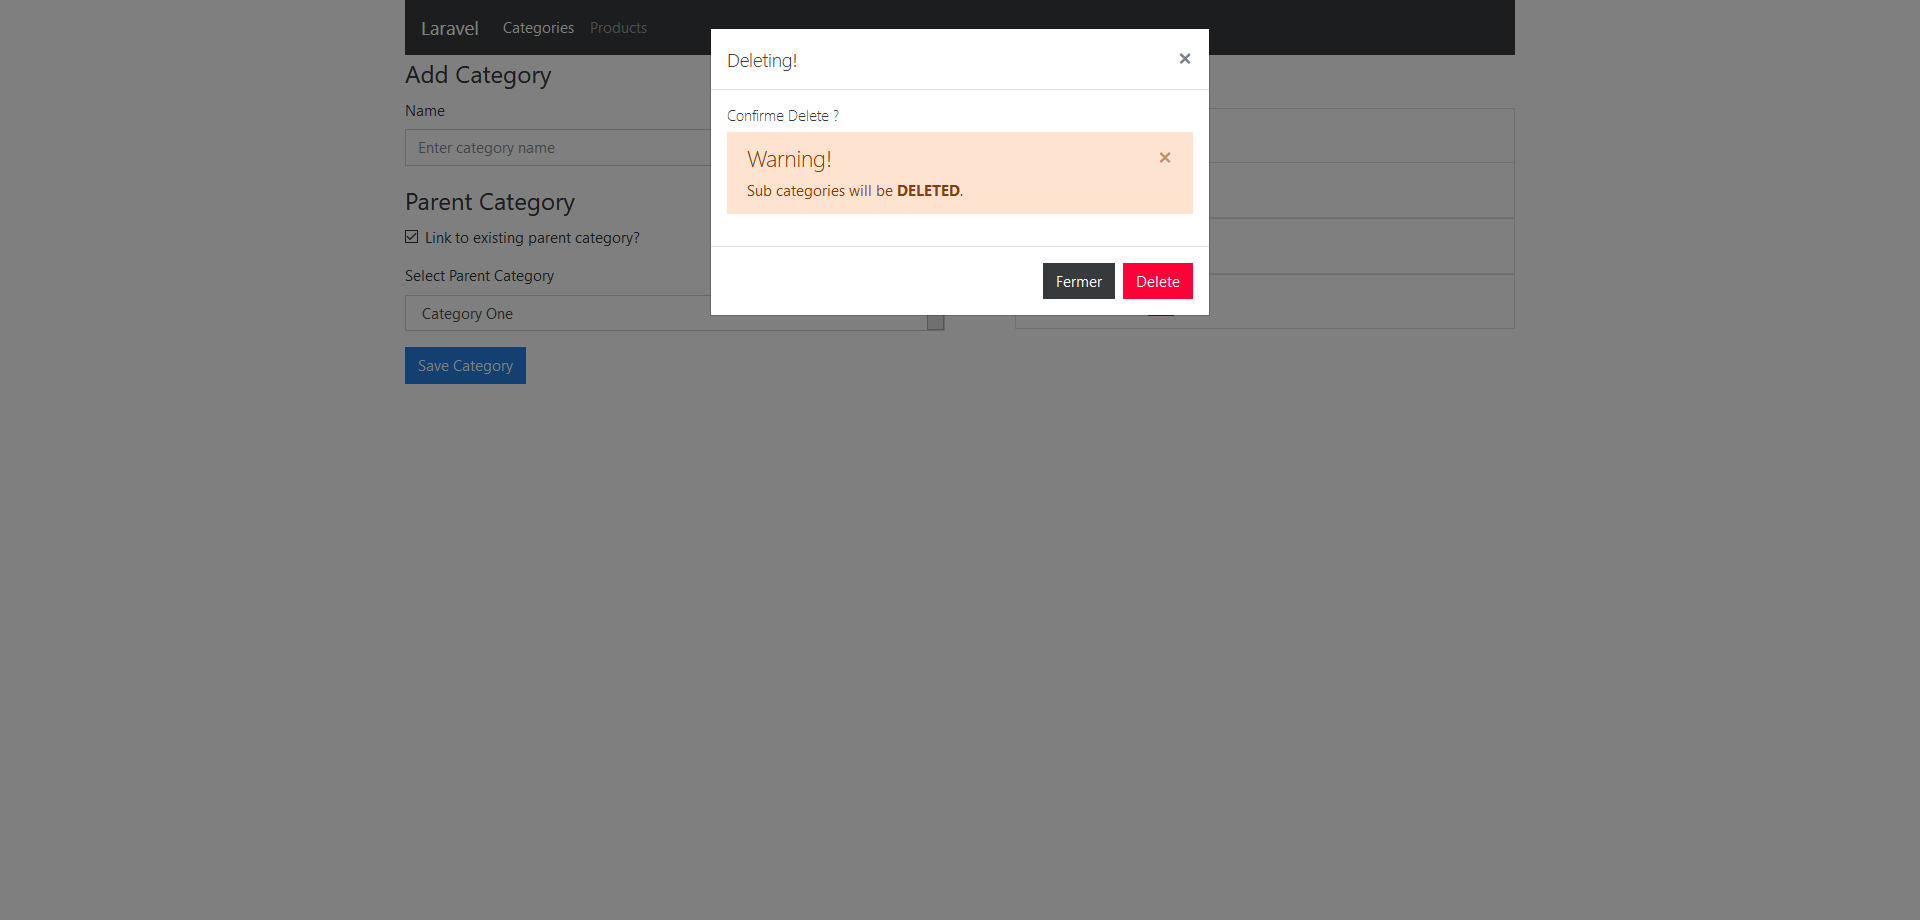 Laravel Categories Products
Deleting! ×
Confirme Delete ?
Warning! ×
Sub categories will be DELETED.
Fermer Delete
Add Category
Name
Enter category name
Parent Category
Link to existing parent category?
Select Parent Category
Category One
Save Category